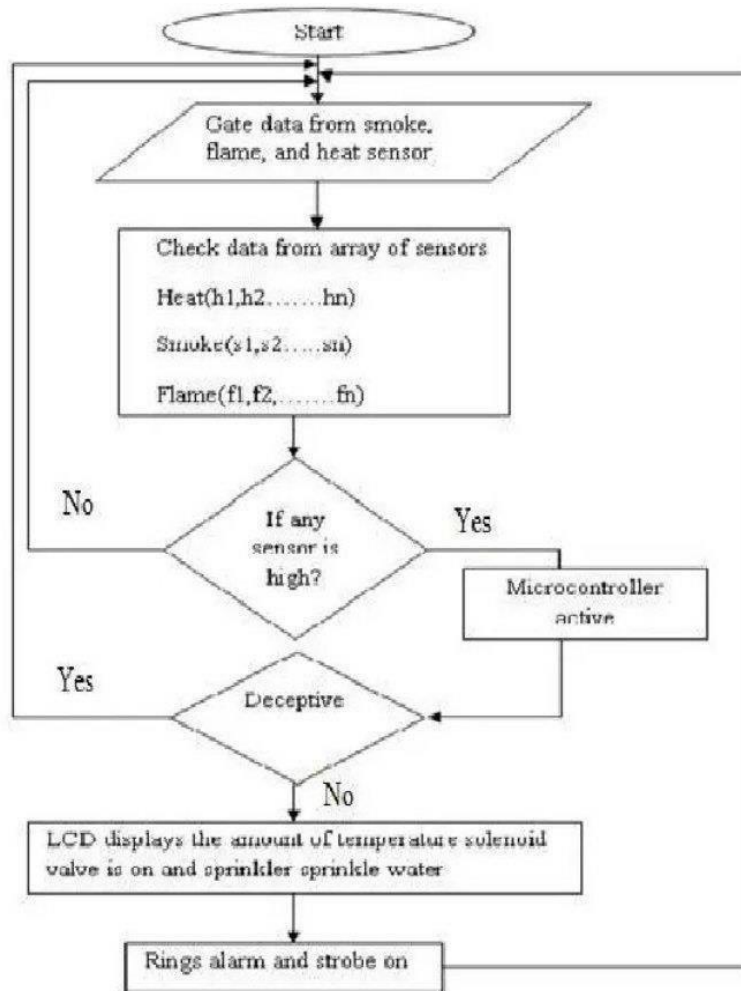 Start
Gate data from smoke,
flame, and heat sensor
Check data from array of sensors
Heat(h1,h2.......hn)
Smoke(s1,s2.....sn)
Flame(f1,f2,.......fn)
No
If any
sensor is
high?
Yes
Microcontroller
active
Yes
Deceptive
No
LCD displays the amount of temperature solenoid
valve is on and sprinkler sprinkle water
Rings alarm and strobe on